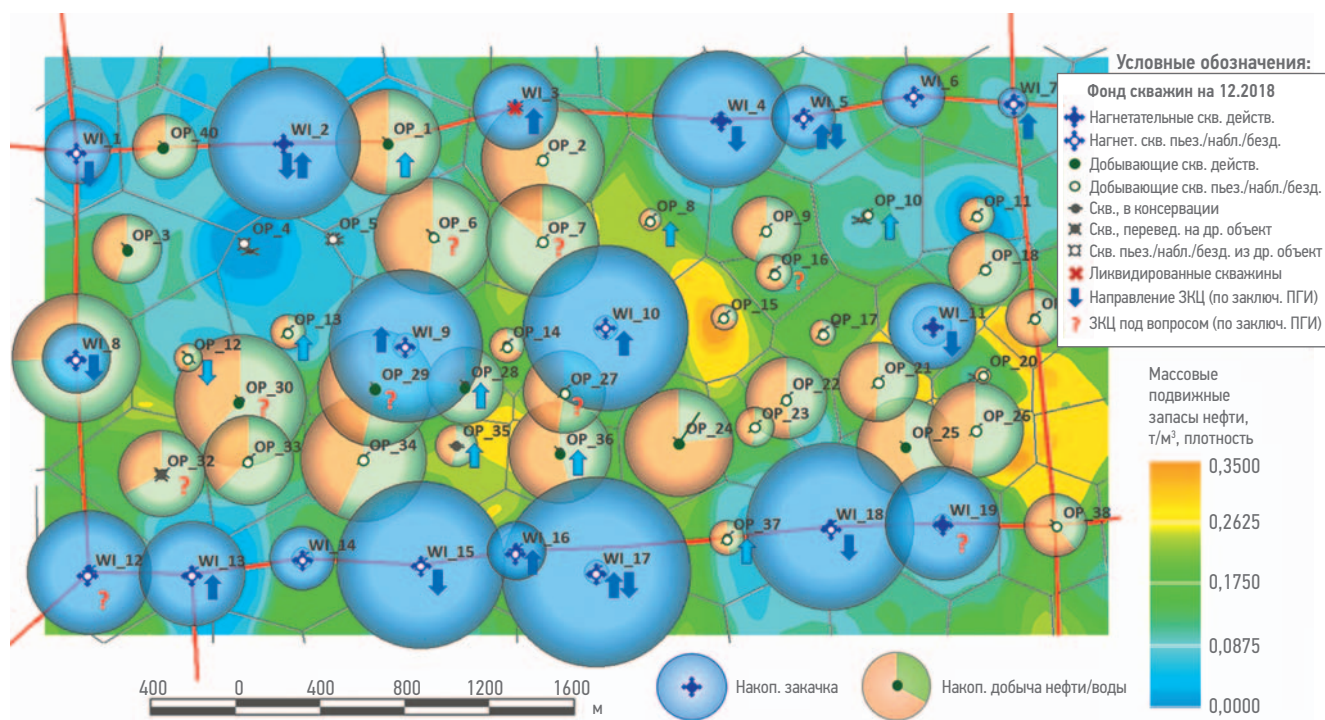 Условные обозначения:
Фонд скважин на 12.2018
Нагнетательные скв. действ.
Нагнет. скв. пьез./набл./безд.
Добывающие скв. действ.
Добывающие скв. пьез./набл./безд.
Скв., в консервации
Скв., перевед. на др. объект
Скв. пьез./набл./безд. из др. объект
Ликвидированные скважины
Направление ЗКЦ (по заключ. ПГИ)
? ЗКЦ под вопросом (по заключ. ПГИ)
WI_1
OP_40
WI_2
OP_1
WI_3
OP_2
WI_4
WI_5
WI_6
WI_7
OP_3
OP_4
OP_5
OP_6
?
OP_7
?
OP_8
OP_9
OP_10
OP_11
OP_16
?
OP_18
WI_8
OP_12
OP_13
WI_9
OP_14
WI_10
OP_15
OP_17
WI_11
OP_30
?
OP_29
?
OP_28
OP_27
?
OP_22
OP_21
OP_20
OP_32
?
OP_33
OP_34
OP_35
OP_36
OP_24
OP_23
OP_25
OP_26
WI_12
?
WI_13
WI_14
WI_15
WI_16
WI_17
OP_37
WI_18
WI_19
?
OP_38
Массовые
подвижные
запасы нефти,
т/м³, плотность
0,3500
0,2625
0,1750
0,0875
0,0000
400 0 400 800 1200 1600
м
Накоп. закачка
Накоп. добыча нефти/воды